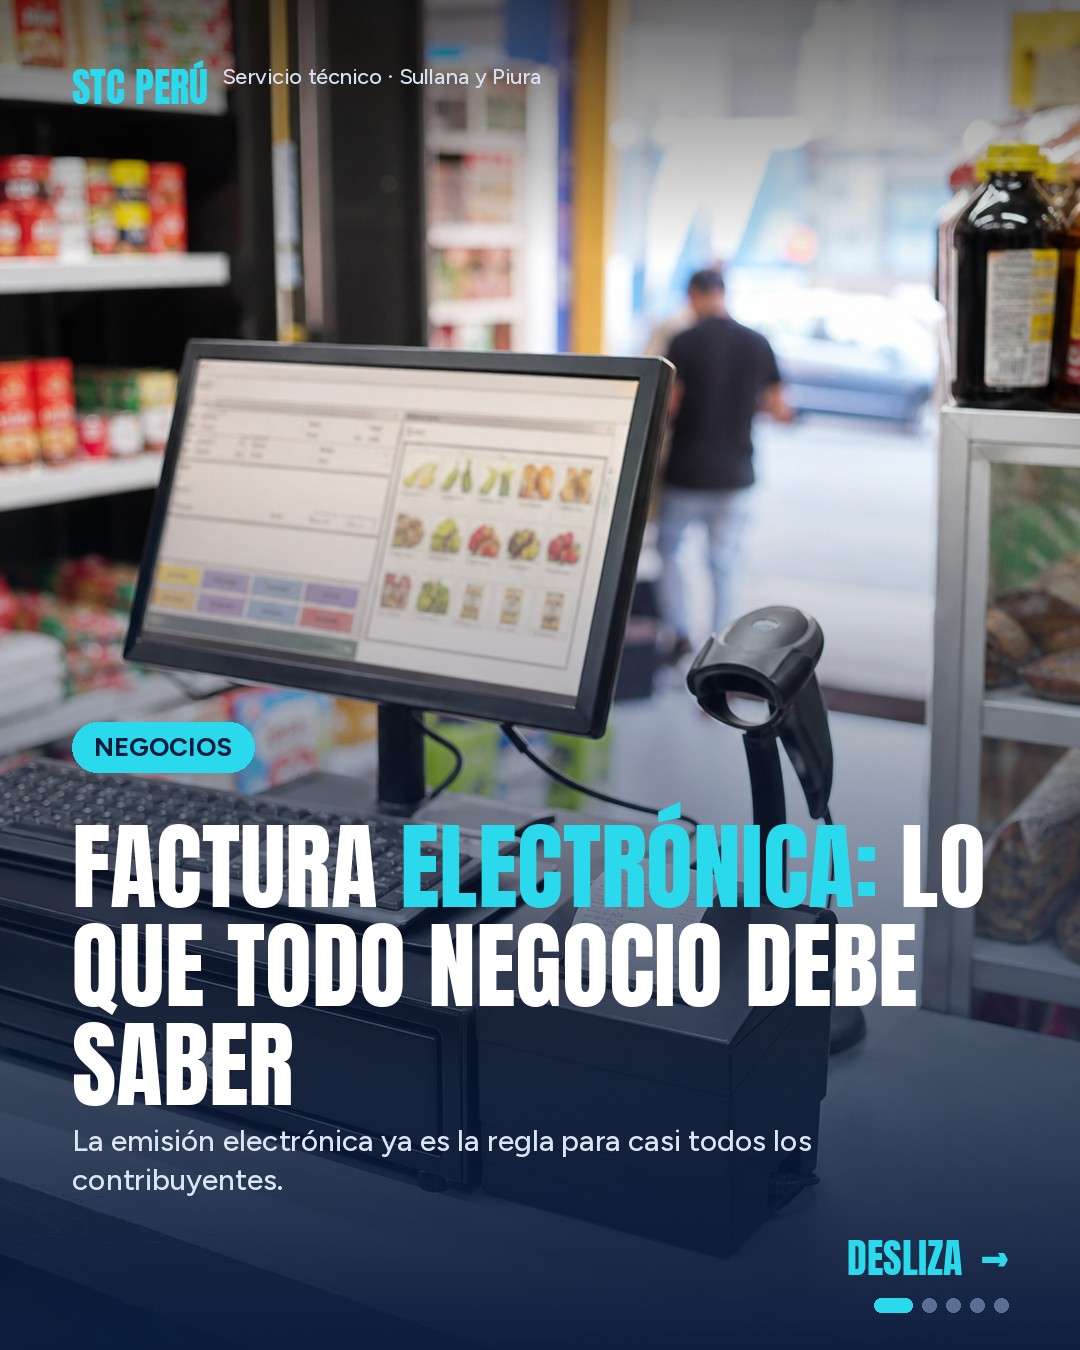 STC PERÚ Servicio técnico · Sullana y Piura
NEGOCIOS
FACTURA ELECTRÓNICA: LO
QUE TODO NEGOCIO DEBE
SABER
La emisión electrónica ya es la regla para casi todos los
contribuyentes.
DESLIZA →